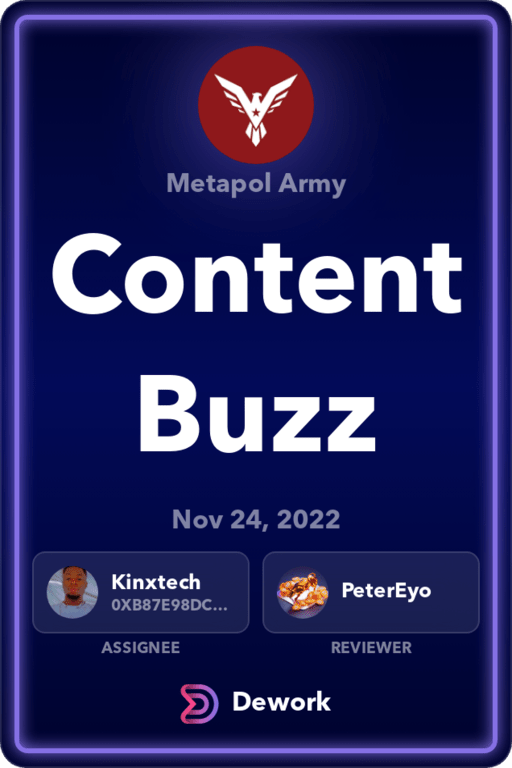 Metapol Army
Content
Buzz
Nov 24, 2022
Kinxtech
0XB87E98DC...
PeterEyo
ASSIGNEE
REVIEWER
Dework